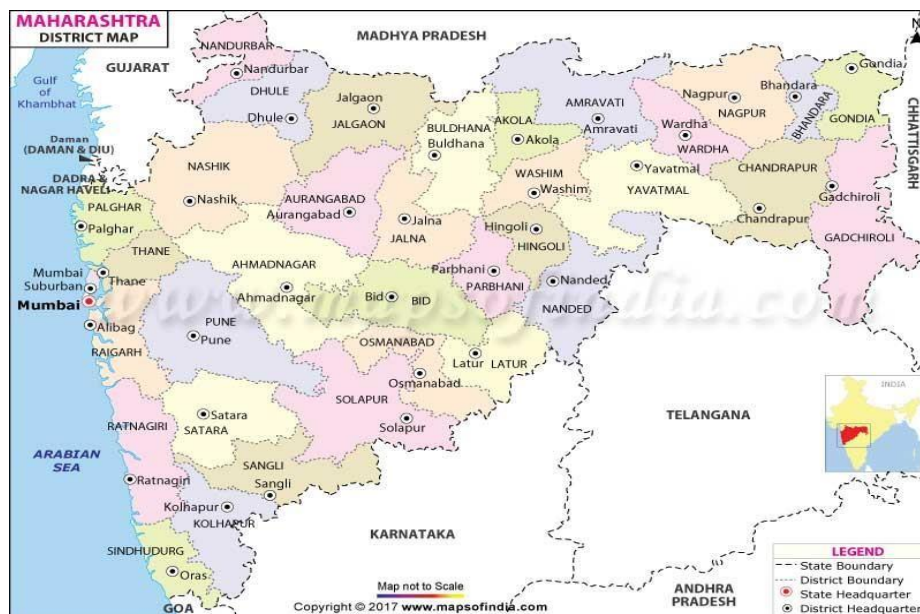 MAHARASHTRA
DISTRICT MAP
MADHYA PRADESH
N
GUJARAT
Gulf
of
Khambhat
Daman
(DAMAN & DIU)
DADRA &
NAGAR HAVELI
CHHATTISGARH
NANDURBAR
Nandurbar
DHULE
Dhule
Jalgaon
JALGAON
BULDHANA
Buldhana
AKOLA
Akola
AMRAVATI
Amravati
Nagpur
NAGPUR
Wardha
WARDHA
Bhandara
BHANDARA
Gondia
GONDIA
NASHIK
Nashik
AURANGABAD
Aurangabad
Jalna
JALNA
WASHIM
Washim
Yavatmal
YAVATMAL
CHANDRAPUR
Chandrapur
Gadchiroli
GADCHIROLI
PALGHAR
Palghar
THANE
Thane
Mumbai
Suburban
Mumbai
AHMADNAGAR
Ahmadnagar
Bid
BID
Parbhani
PARBHANI
Hingoli
HINGOLI
Nanded
NANDED
www.mapsofindia.com
Alibag
RAIGARH
PUNE
Pune
OSMANABAD
Osmanabad
Latur
LATUR
SOLAPUR
Solapur
Satara
SATARA
RATNAGIRI
Ratnagiri
SANGLI
Sangli
Kolhapur
KOLHAPUR
SINDHUDURG
Oras
ARABIAN
SEA
GOA
KARNATAKA
TELANGANA
ANDHRA
PRADESH
INDIA
Map not to Scale
Copyright © 2017 www.mapsofindia.com
LEGEND
State Boundary
District Boundary
State Headquarter
District Headquarter